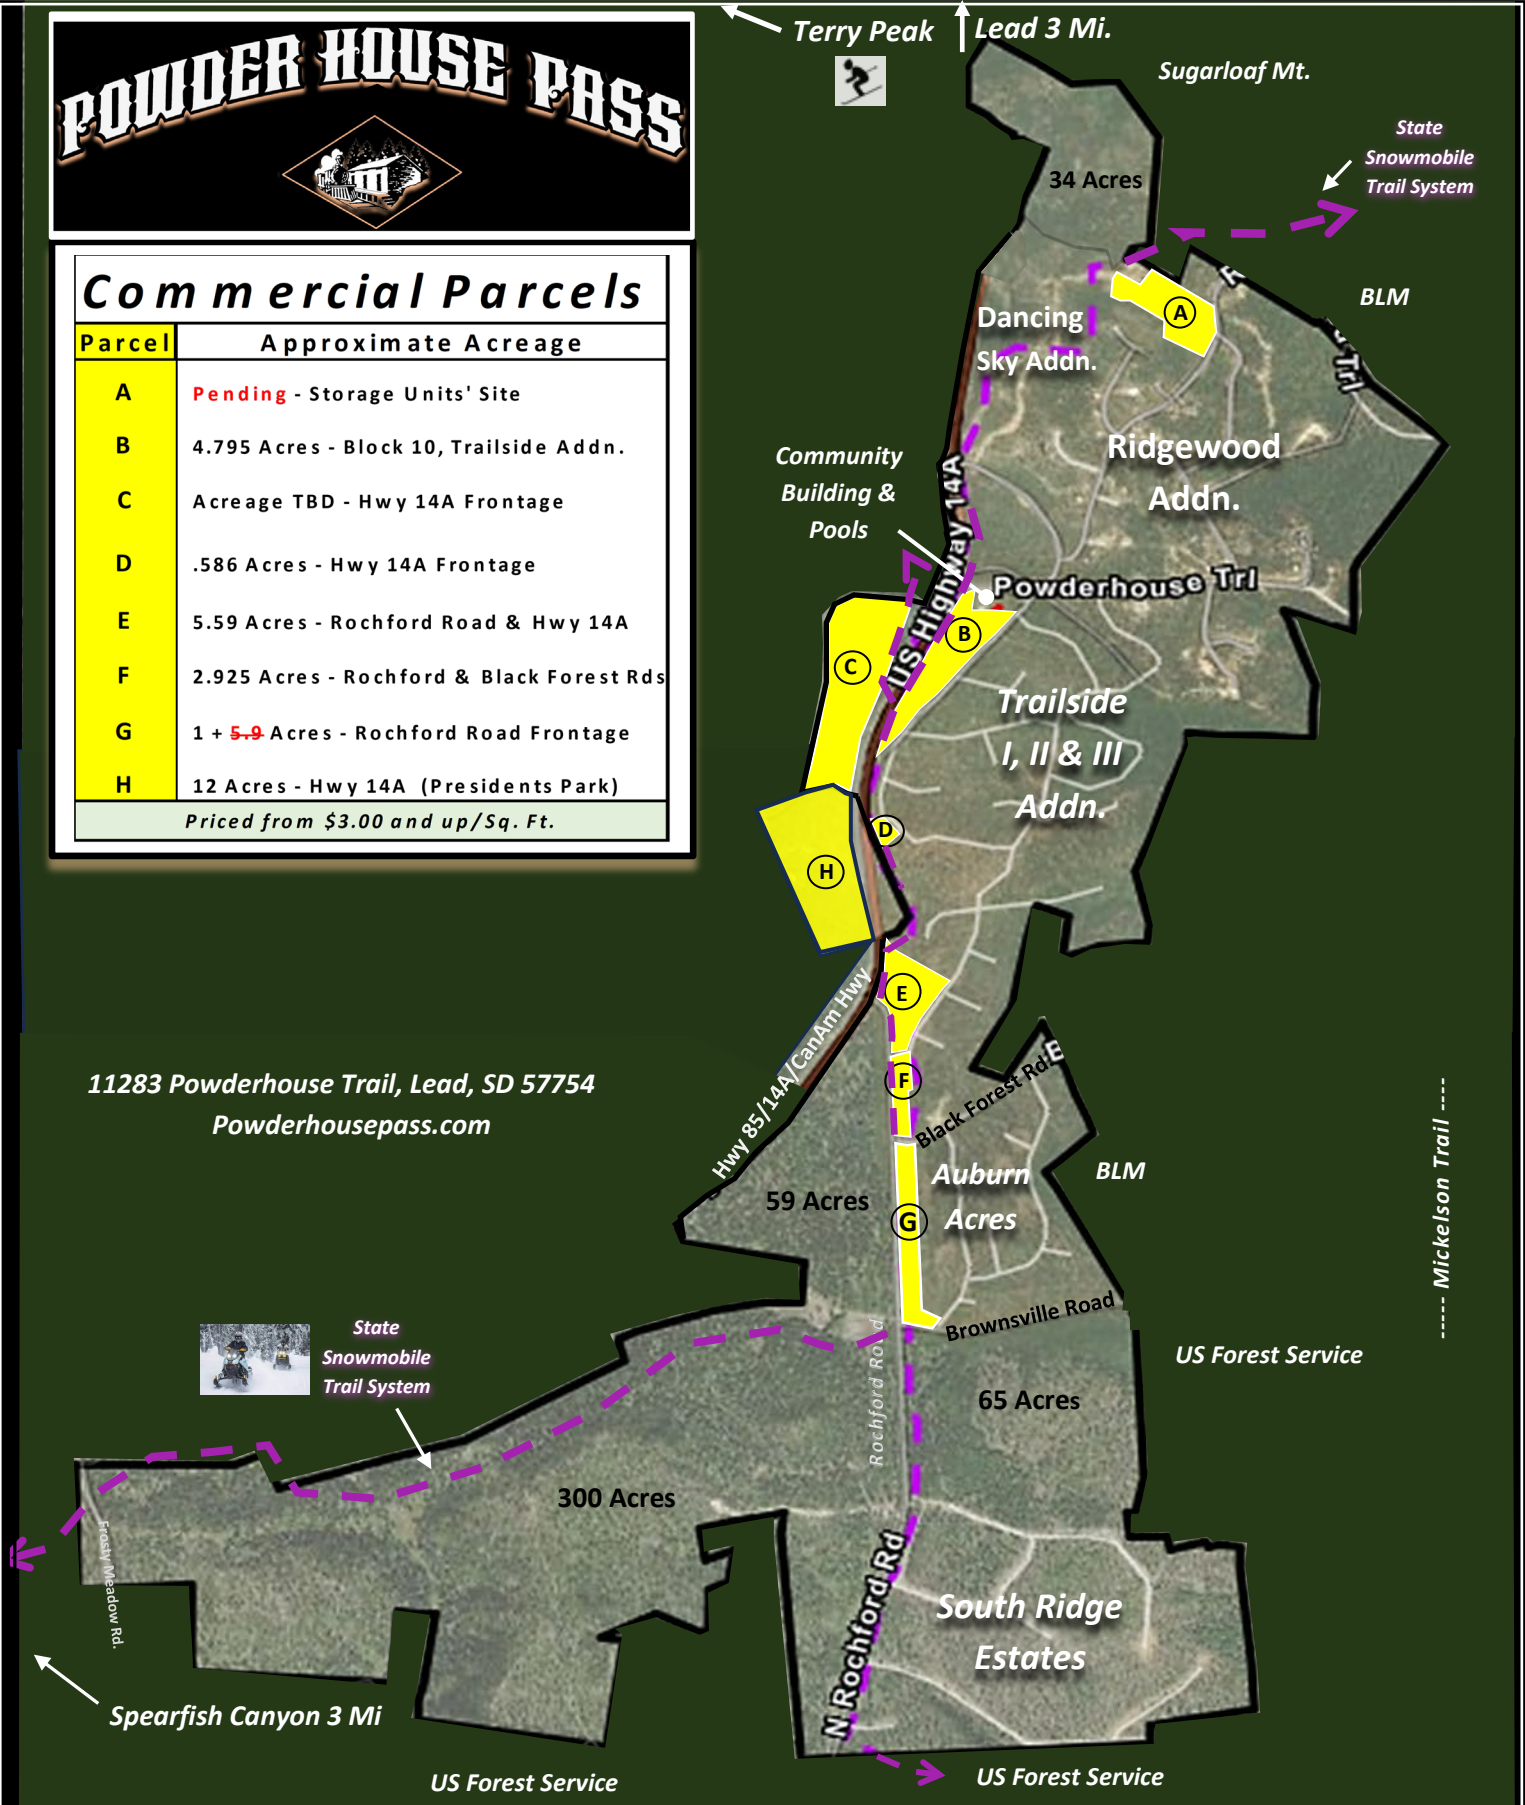 POWDER HOUSE PASS
Commercial Parcels
Parcel Approximate Acreage
A Pending - Storage Units' Site
B 4.795 Acres - Block 10, Trailside Addn.
C Acreage TBD - Hwy 14A Frontage
D .586 Acres - Hwy 14A Frontage
E 5.59 Acres - Rochford Road & Hwy 14A
F 2.925 Acres - Rochford & Black Forest Rds
G 1 + 5.9 Acres - Rochford Road Frontage
H 12 Acres - Hwy 14A (Presidents Park)
Priced from $3.00 and up/Sq. Ft.
Terry Peak
Lead 3 Mi.
Sugarloaf Mt.
State
Snowmobile
Trail System
34 Acres
BLM
A
Dancing
Sky Addn.
Trl
Ridgewood
Addn.
Community
Building &
Pools
US Highway 14A
Powderhouse Trl
B
C
Trailside
I, II & III
Addn.
D
H
E
Hwy 85/14A/CanAm Hwy
11283 Powderhouse Trail, Lead, SD 57754
Powderhousepass.com
F
Black Forest Rd.
E
Auburn
Acres
BLM
59 Acres
G
Brownsville Road
----- Mickelson Trail ----
US Forest Service
State
Snowmobile
Trail System
Rochford Road
65 Acres
300 Acres
Frosty Meadow Rd.
N Rochford Rd
South Ridge
Estates
Spearfish Canyon 3 Mi
US Forest Service
US Forest Service